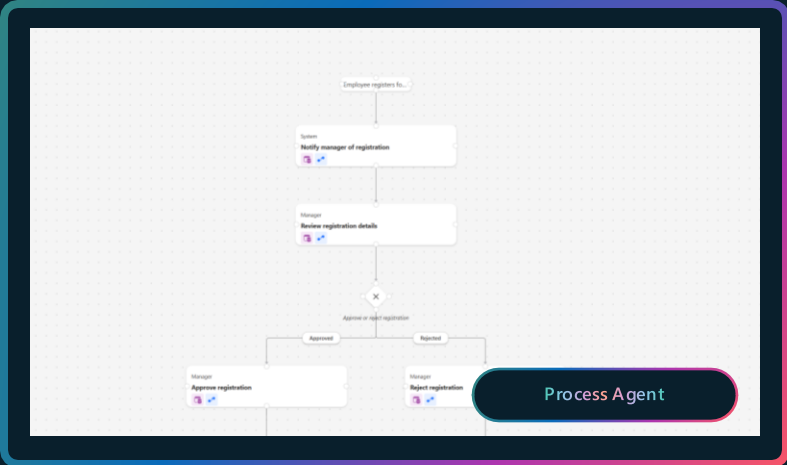 Employee registers fo...
System
Notify manager of registration
Manager
Review registration details
Approve or reject registration
Approved
Rejected
Manager
Approve registration
Manager
Reject registration
Process Agent